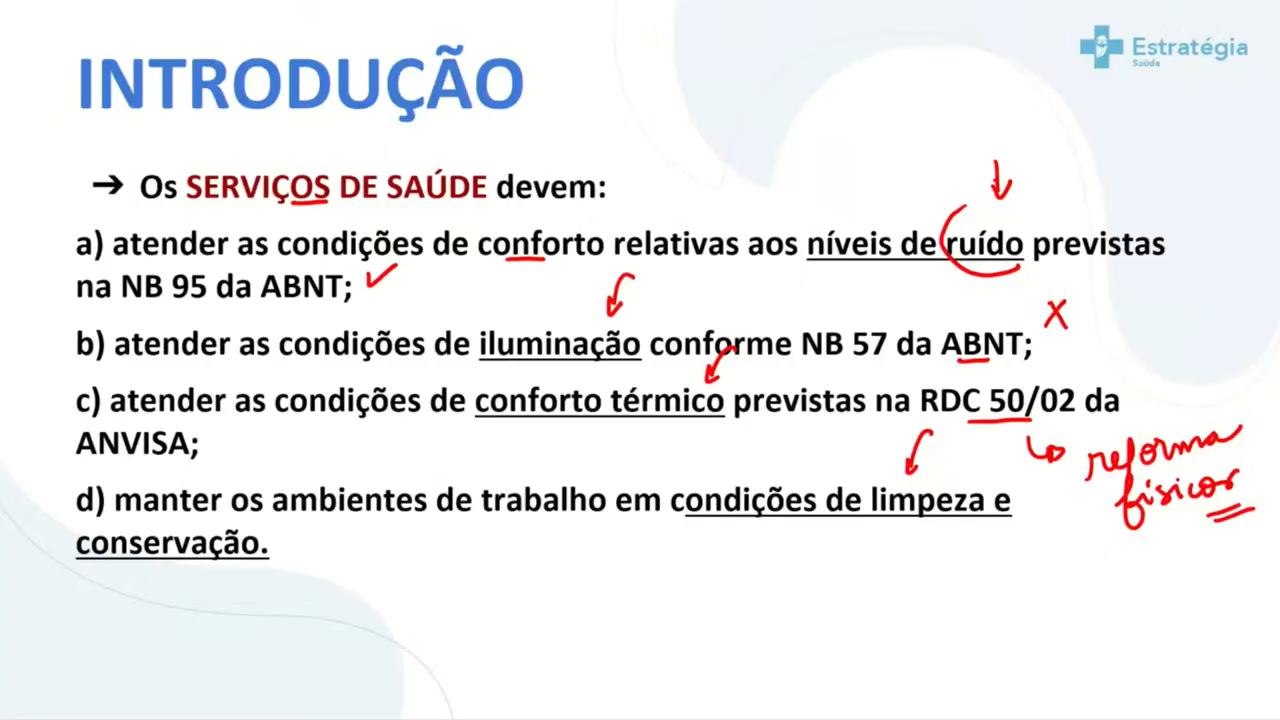 Estratégia
Saúde
INTRODUÇÃO
➔ Os SERVIÇOS DE SAÚDE devem:
a) atender as condições de conforto relativas aos níveis de ruído previstas
na NB 95 da ABNT;
b) atender as condições de iluminação conforme NB 57 da ABNT;
c) atender as condições de conforto térmico previstas na RDC 50/02 da
ANVISA;
reforma
físicos
d) manter os ambientes de trabalho em condições de limpeza e
conservação.